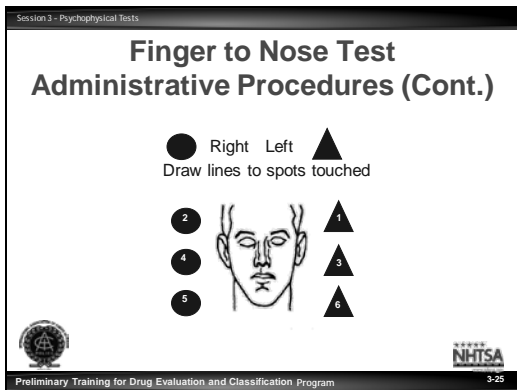 Session 3 - Psychophysical Tests
Finger to Nose Test
Administrative Procedures (Cont.)
Right Left
Draw lines to spots touched
2 1
4 3
5 6
NHTSA
Preliminary Training for Drug Evaluation and Classification Program 3-25